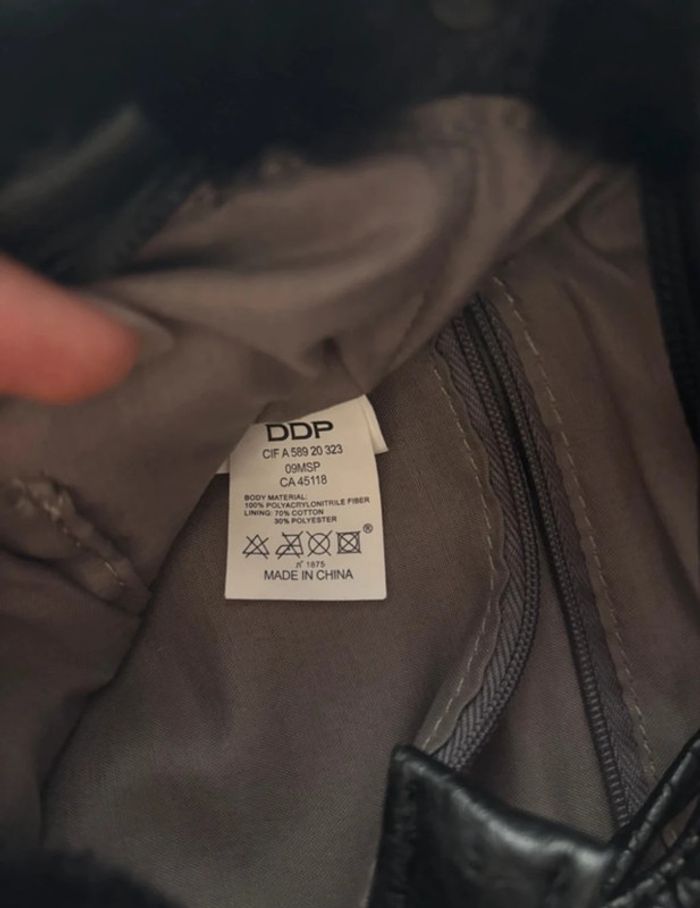 DDP
CIF A 589 20 323
09MSP
CA 45118
BODY MATERIAL:
100% POLYACRYLONITRILE FIBER
LINING: 70% COTTON
30% POLYESTER
®
nº 1875
MADE IN CHINA